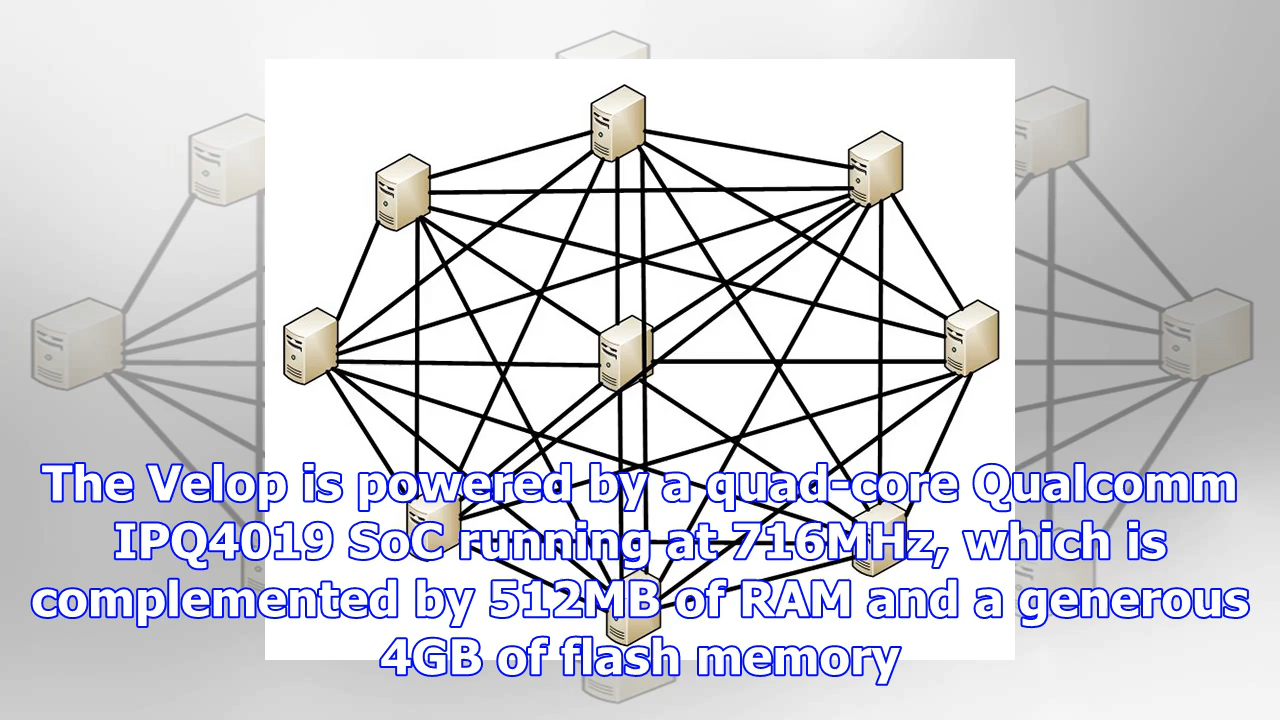 The Velop is powered by a quad-core Qualcomm
IPQ4019 SoC running at 716MHz, which is
complemented by 512MB of RAM and a generous
4GB of flash memory